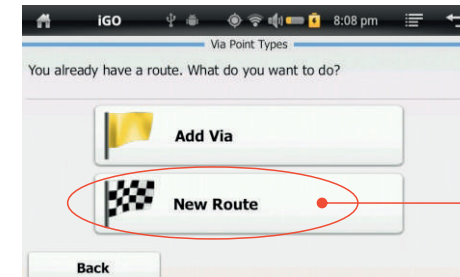 iGO 8:08 pm
Via Point Types
You already have a route. What do you want to do?
Add Via
New Route
Back